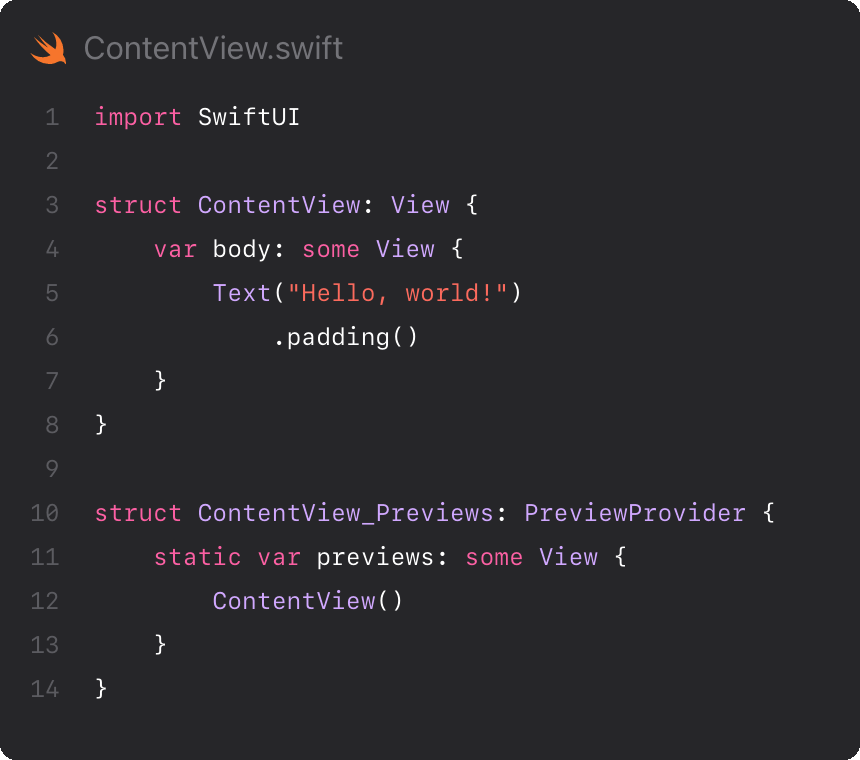 ContentView.swift
1 import SwiftUI
2
3 struct ContentView: View {
4     var body: some View {
5         Text("Hello, world!")
6             .padding()
7     }
8 }
9
10 struct ContentView_Previews: PreviewProvider {
11     static var previews: some View {
12         ContentView()
13     }
14 }